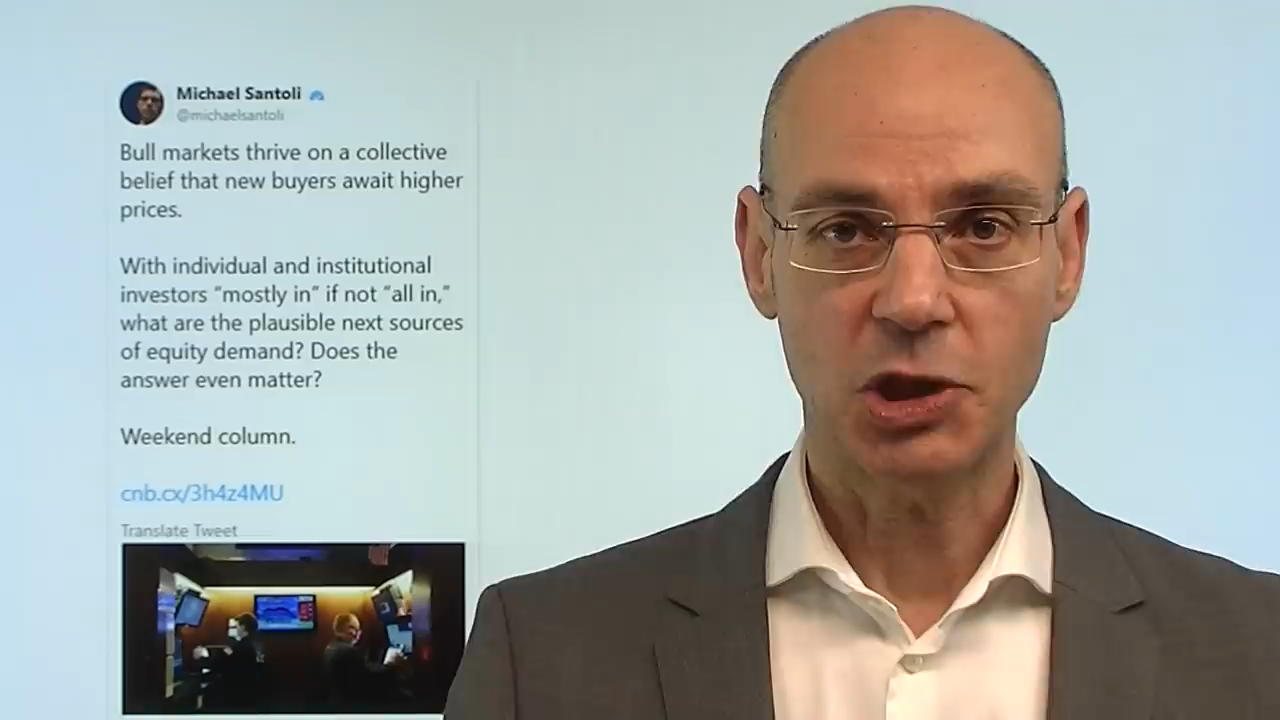 Michael Santoli
@michaelsantoli
Bull markets thrive on a collective
belief that new buyers await higher
prices.
With individual and institutional
investors “mostly in” if not “all in,”
what are the plausible next sources
of equity demand? Does the
answer even matter?
Weekend column.
cnb.cx/3h4z4MU
Translate Tweet